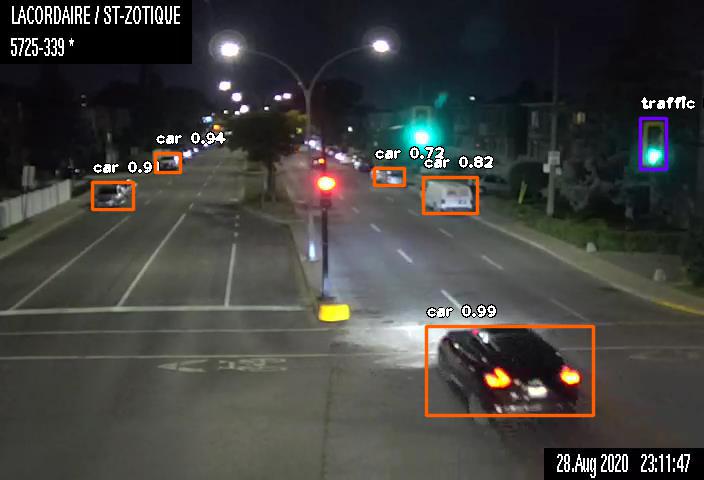 LACORDAIRE / ST-ZOTIQUE
5725-339 *
traffic
car 0.94
car 0.72
car 0.82
car 0.9
car 0.99
28.Aug 2020 23:11:47